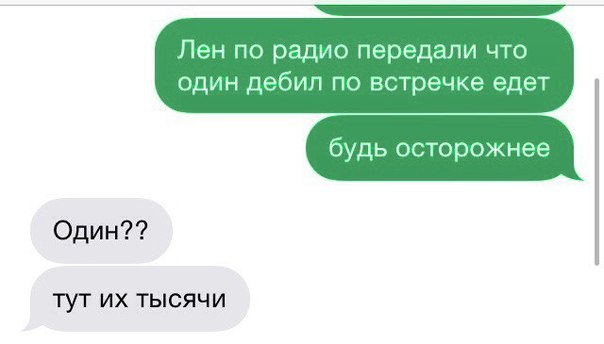 Лен по радио передали что
один дебил по встречке едет
будь осторожнее
Один??
тут их тысячи